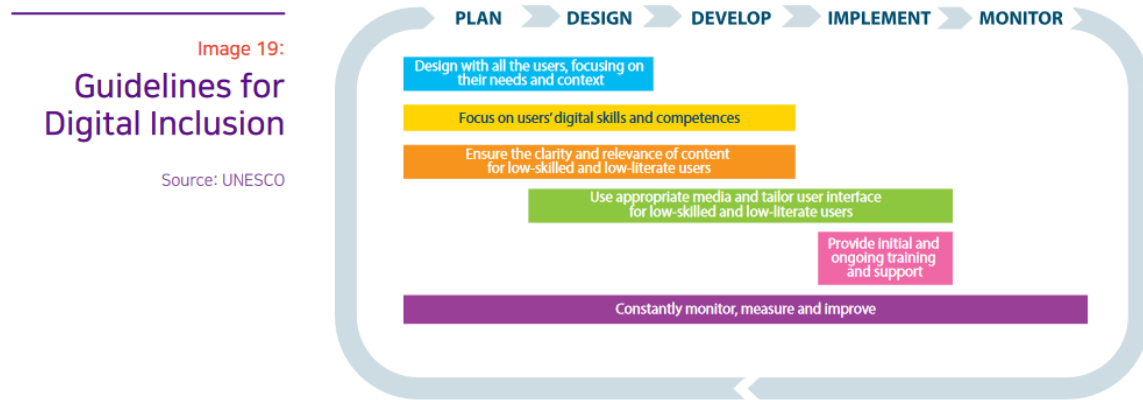 Image 19:
Guidelines for
Digital Inclusion
Source: UNESCO
PLAN DESIGN DEVELOP IMPLEMENT MONITOR
Design with all the users, focusing on
their needs and context
Focus on users' digital skills and competences
Ensure the clarity and relevance of content
for low-skilled and low-literate users
Use appropriate media and tailor user interface
for low-skilled and low-literate users
Provide initial and
ongoing training
and support
Constantly monitor, measure and improve